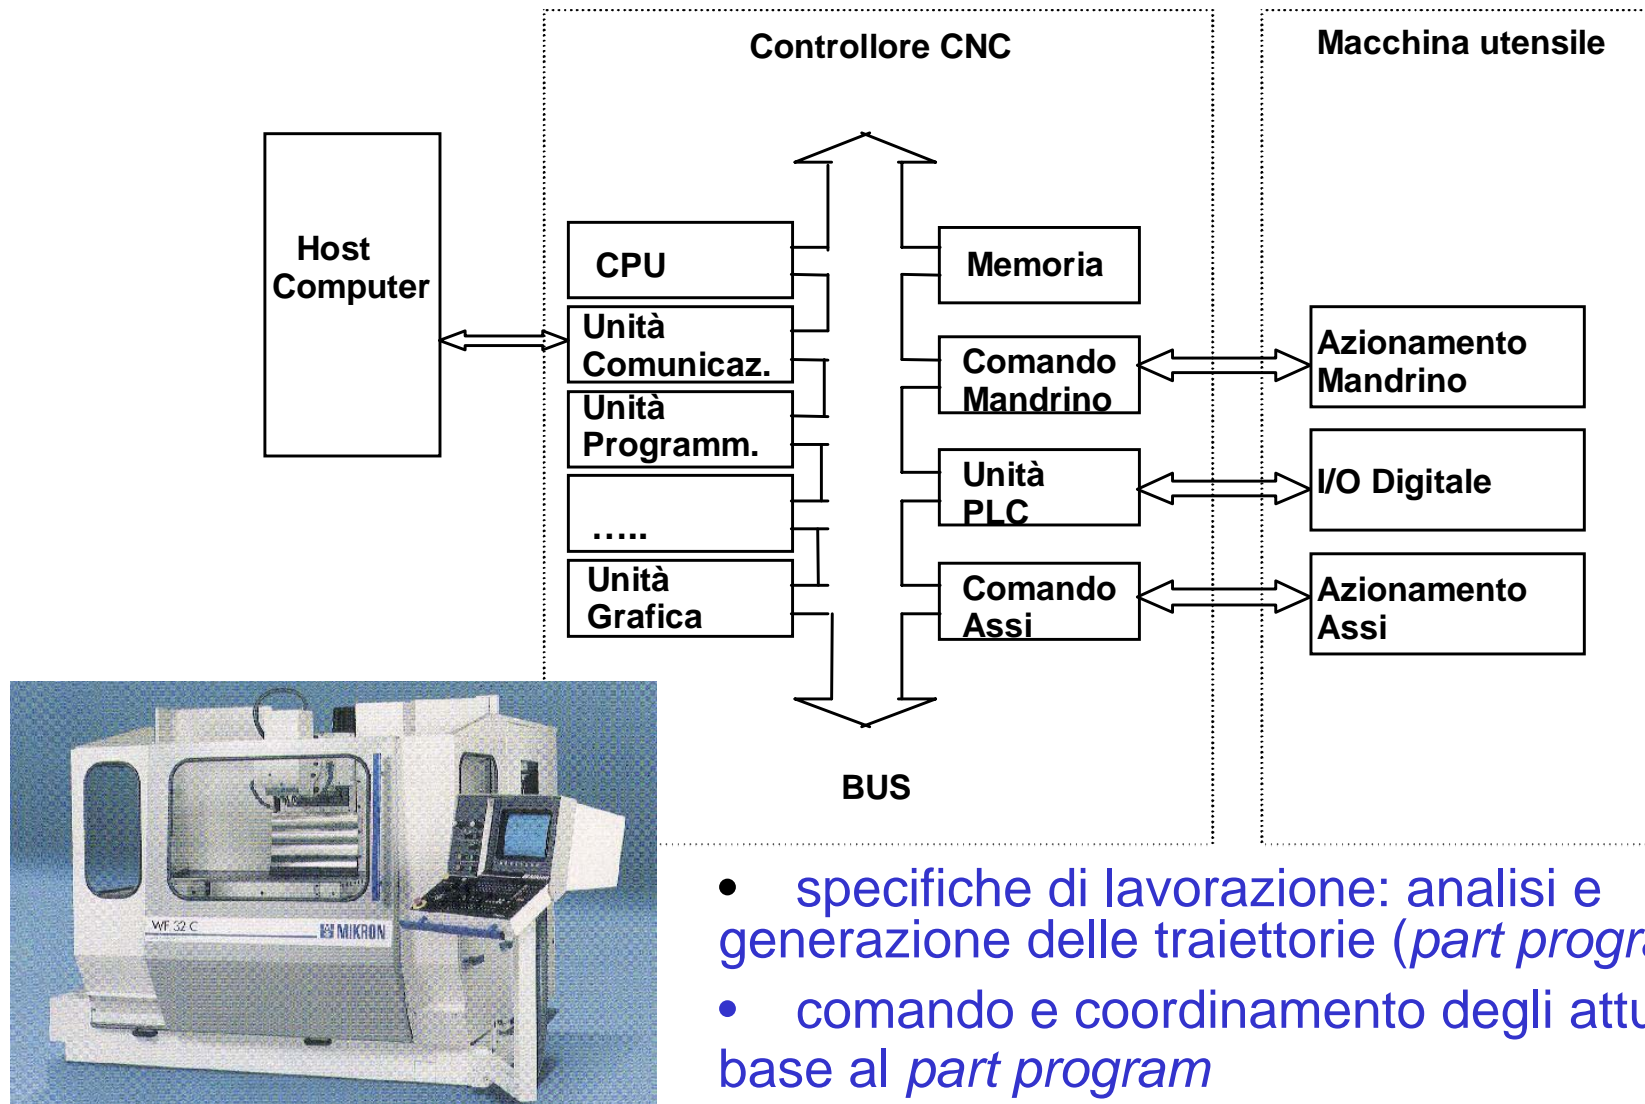 Controllore CNC
Macchina utensile
Host
Computer
CPU
Unità
Comunicaz.
Unità
Programm.
.....
Unità
Grafica
Memoria
Comando
Mandrino
Unità
PLC
Comando
Assi
Azionamento
Mandrino
I/O Digitale
Azionamento
Assi
BUS
WF 32 C
MIKRON
• specifiche di lavorazione: analisi e
generazione delle traiettorie (part progra
• comando e coordinamento degli attu
base al part program